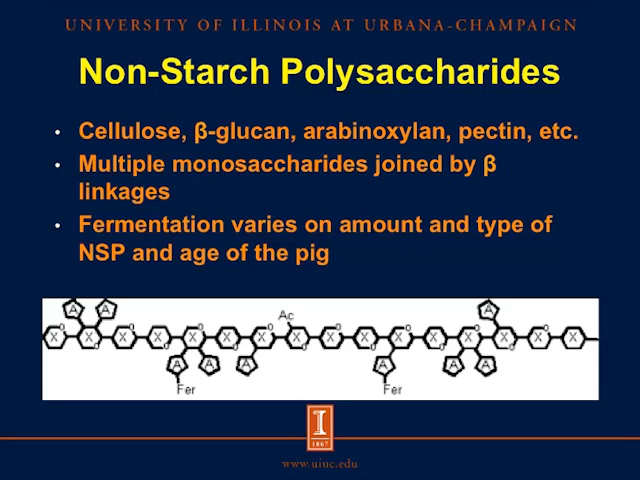 UNIVERSITY OF ILLINOIS AT URBANA-CHAMPAIGN
Non-Starch Polysaccharides
• Cellulose, β-glucan, arabinoxylan, pectin, etc.
• Multiple monosaccharides joined by β
linkages
• Fermentation varies on amount and type of
NSP and age of the pig
A A Ac A
X X X X X X X X X X X X X X X
A A A A A A
Fer Fer
I
1867
www.uiuc.edu